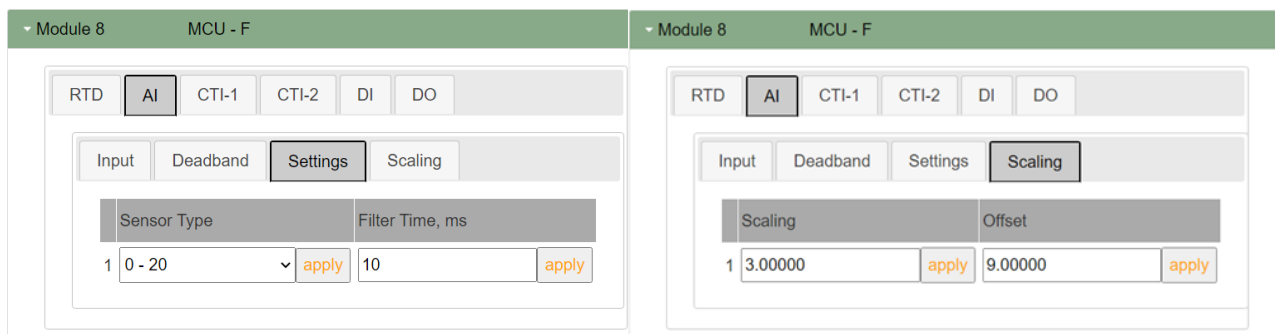 Module 8 MCU - F
RTD AI CTI-1 CTI-2 DI DO
Input Deadband Settings Scaling
Sensor Type Filter Time, ms
1 0 - 20 apply 10 apply
Module 8 MCU - F
RTD AI CTI-1 CTI-2 DI DO
Input Deadband Settings Scaling
Scaling Offset
1 3.00000 apply 9.00000 apply